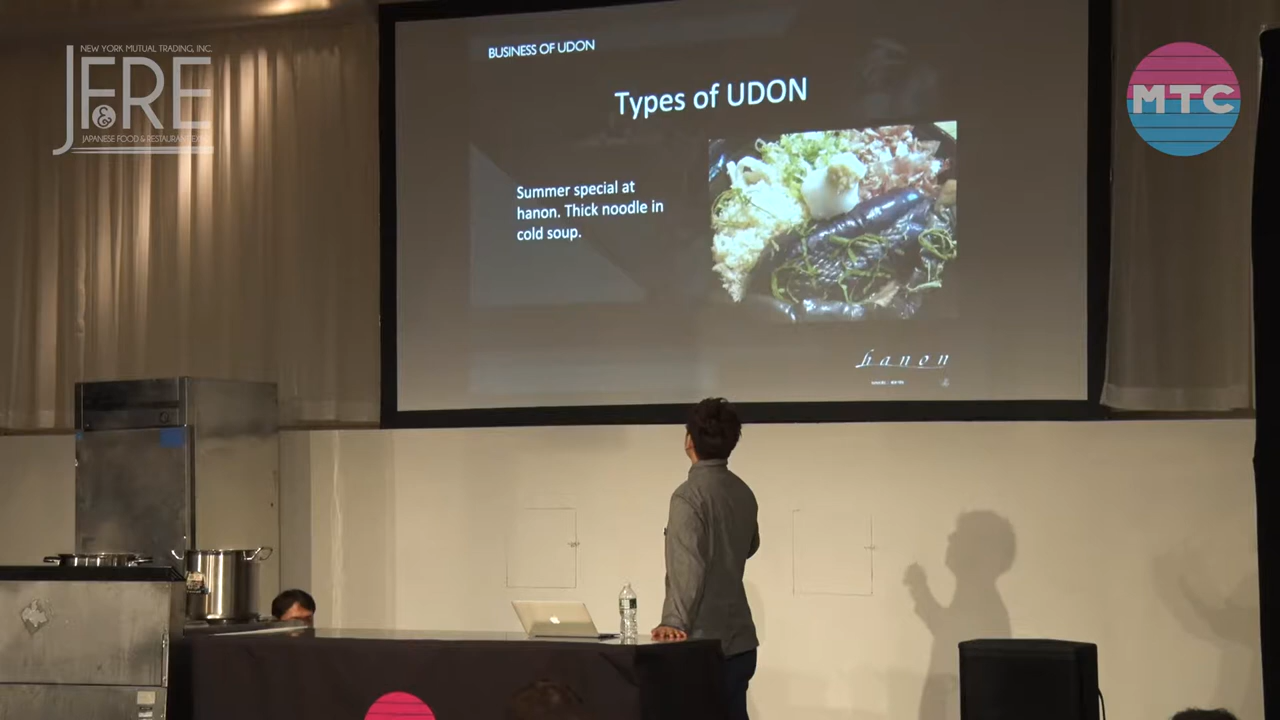 NEW YORK MUTUAL TRADING, INC.
JFRE
&
JAPANESE FOOD & RESTAURANT EXPO
MTC
BUSINESS OF UDON
Types of UDON
Summer special at
hanon. Thick noodle in
cold soup.
hanon